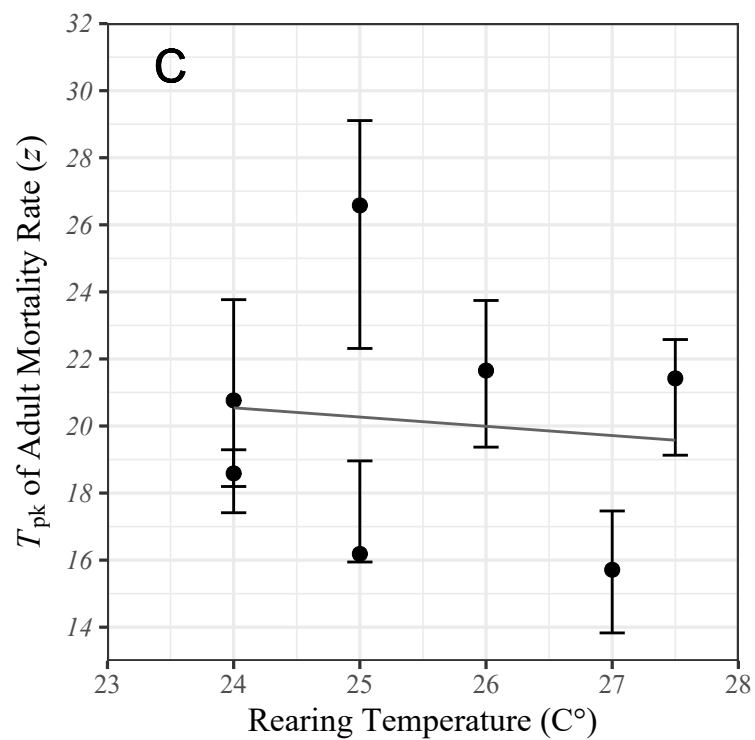 C
32
30
28
26
24
22
20
18
16
14
T_pk of Adult Mortality Rate (z)
23 24 25 26 27 28
Rearing Temperature (C°)